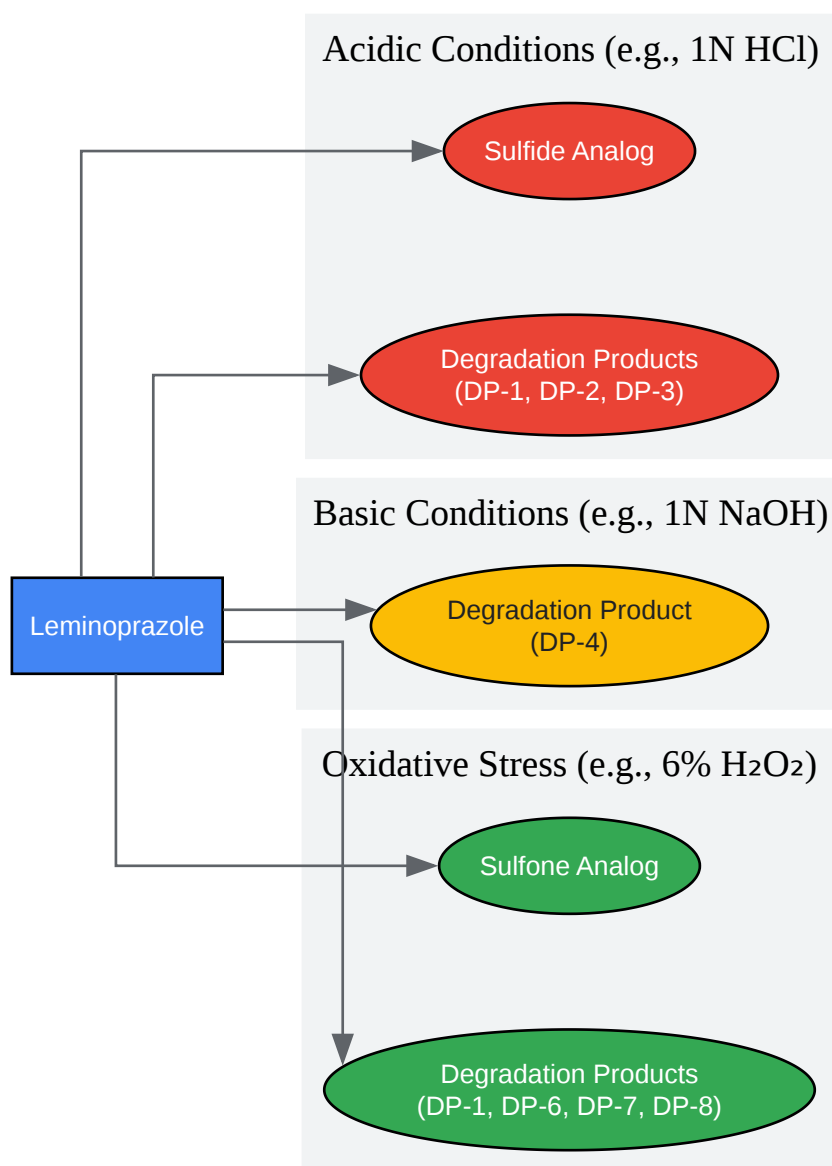 Acidic Conditions (e.g., 1N HCl)
Sulfide Analog
Degradation Products
(DP-1, DP-2, DP-3)
Basic Conditions (e.g., 1N NaOH)
Leminoprazole
Degradation Product
(DP-4)
Oxidative Stress (e.g., 6% H₂O₂)
Sulfone Analog
Degradation Products
(DP-1, DP-6, DP-7, DP-8)